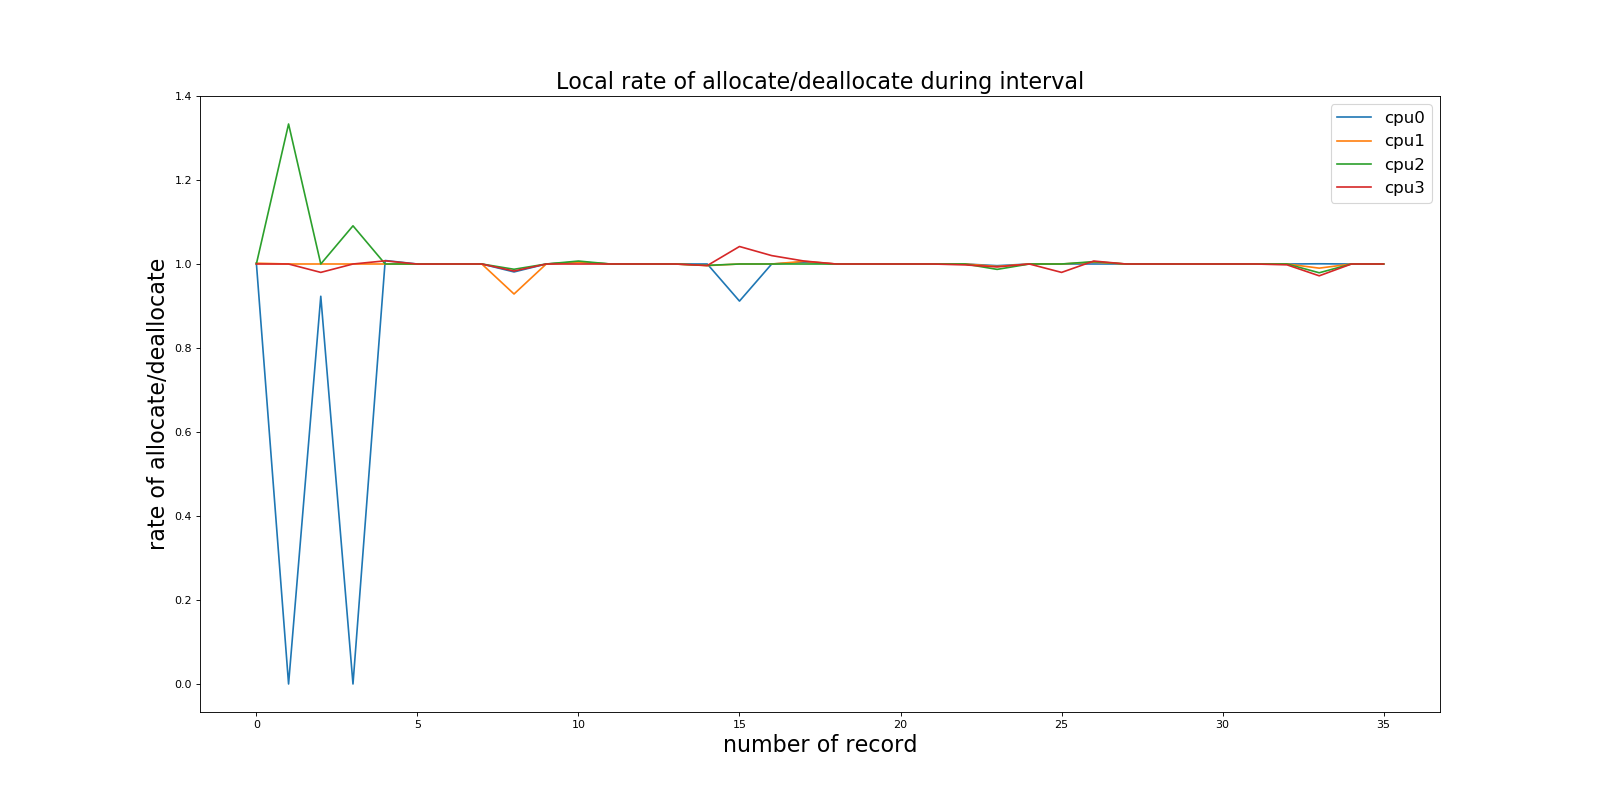 Local rate of allocate/deallocate during interval
1.4
1.2
1.0
0.8
0.6
0.4
0.2
0.0
rate of allocate/deallocate
cpu0
cpu1
cpu2
cpu3
0 5 10 15 20 25 30 35
number of record